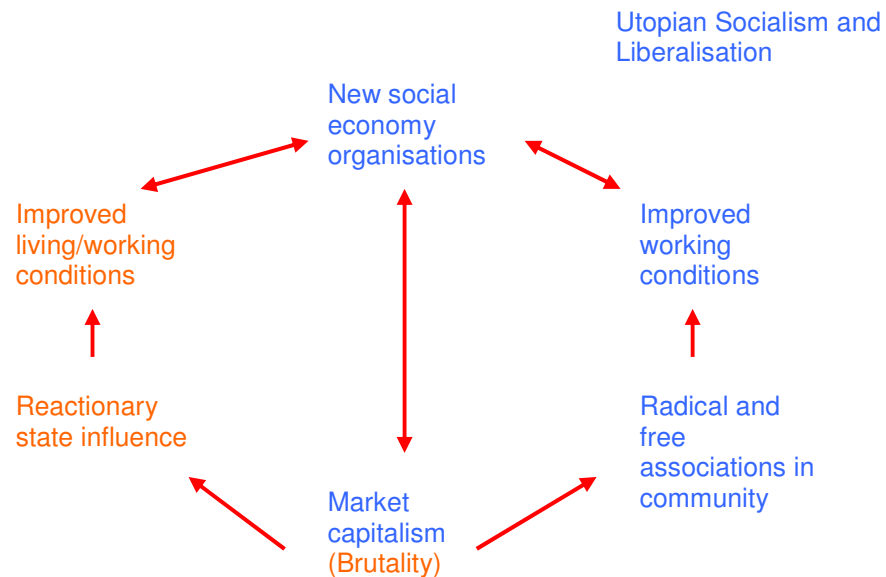 Utopian Socialism and
Liberalisation
New social
economy
organisations
Improved
living/working
conditions
Improved
working
conditions
Reactionary
state influence
Radical and
free
associations in
community
Market
capitalism
(Brutality)